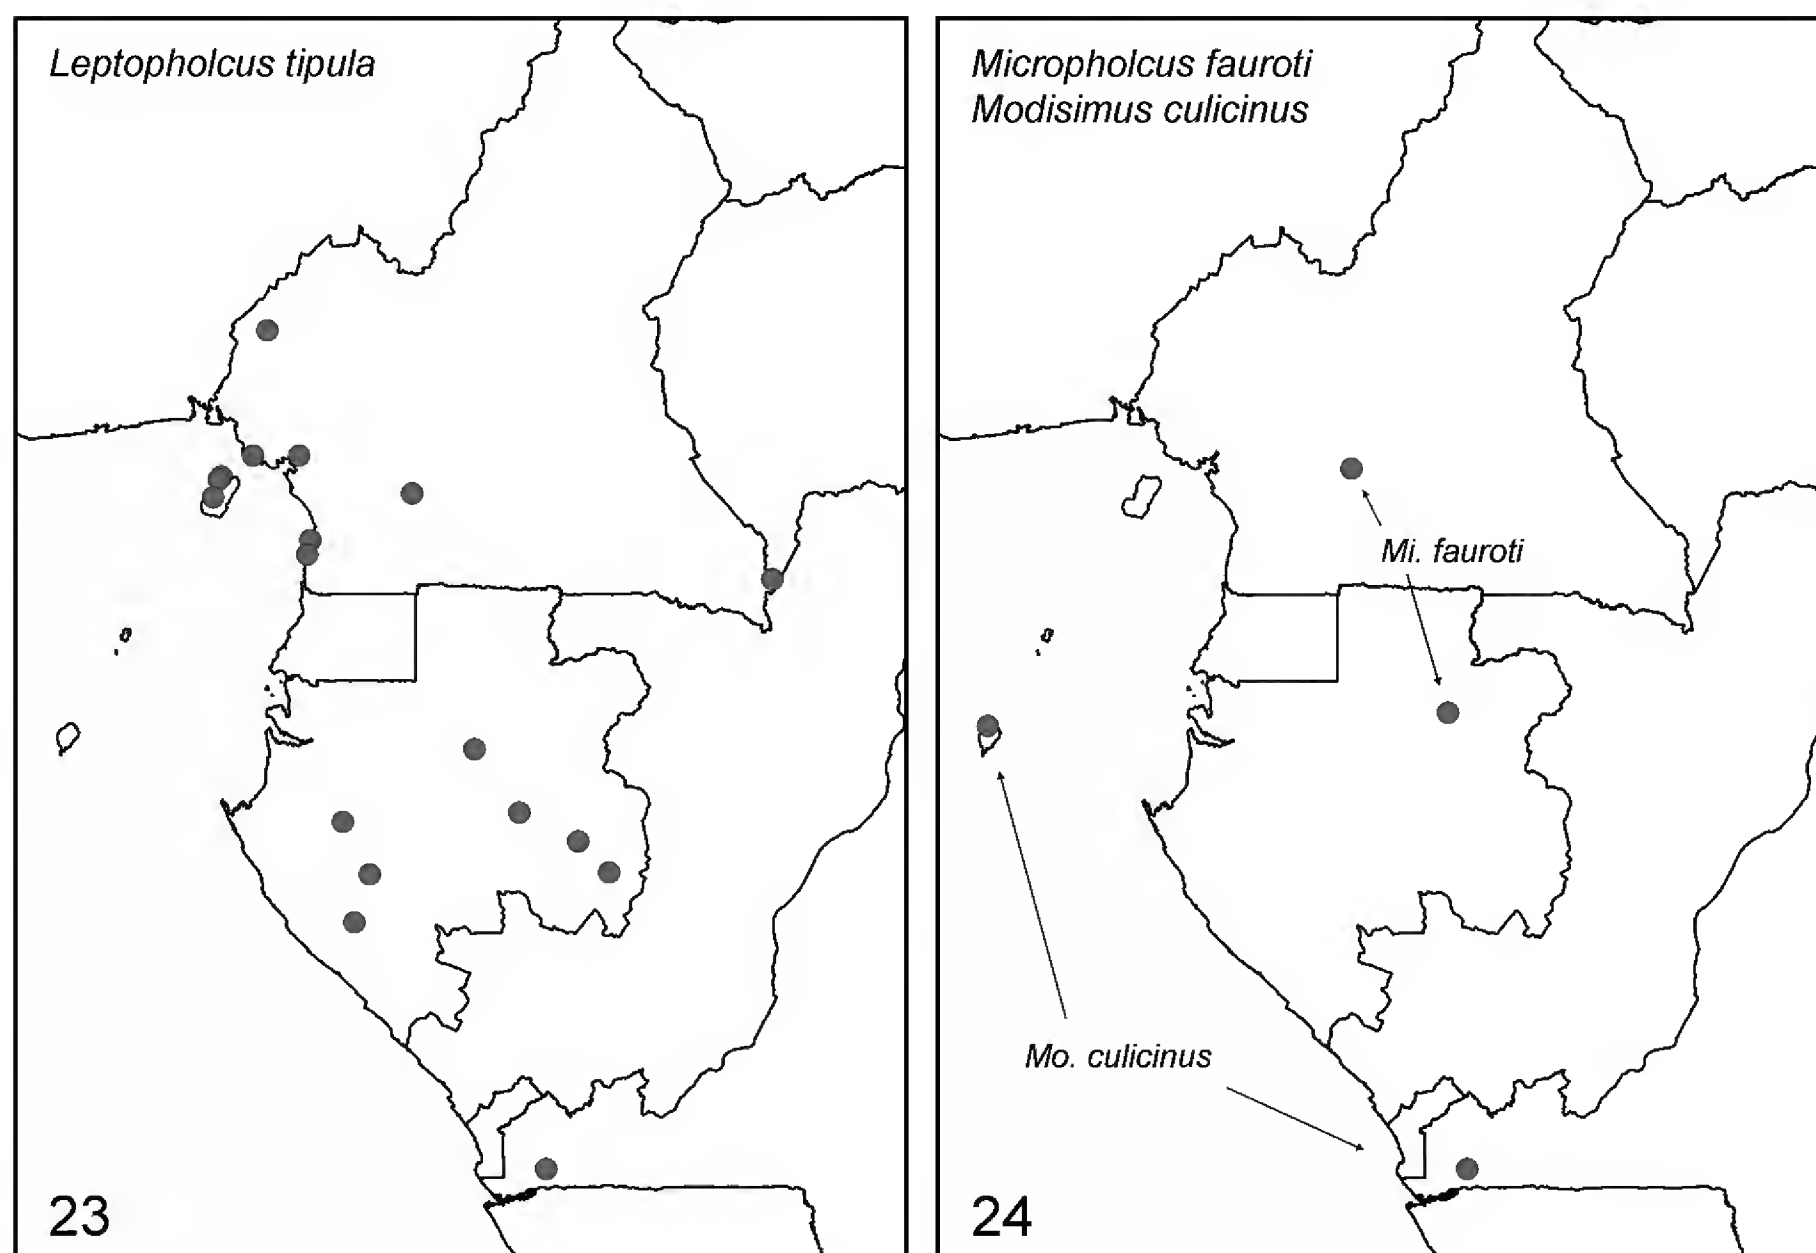 Leptopholcus tipula
23
Micropholcus fauroti
Modisimus culicinus
Mi. fauroti
Mo. culicinus
24